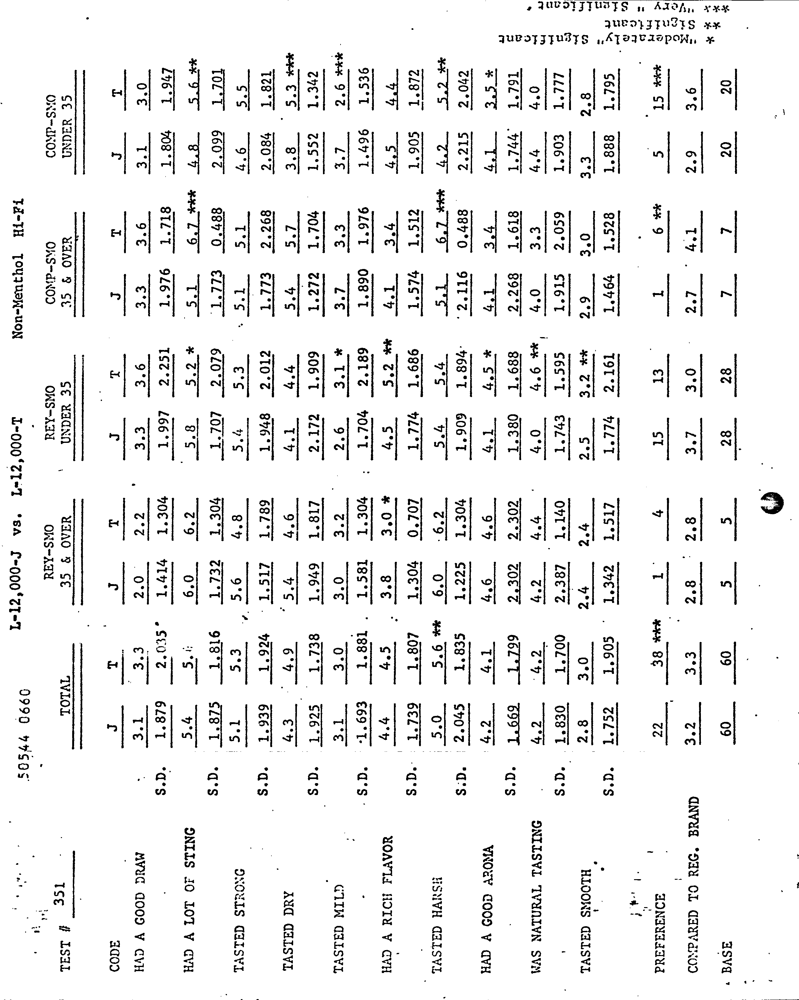 50544 0660 L-12,000-J vs. L-12,000-T Non-Menthol Hi-Fi
TEST # 351 TOTAL REY-SMO 35 & OVER REY-SMO UNDER 35 COMP-SMO 35 & OVER COMP-SMO UNDER 35
CODE J T J T J T J T J T
HAD A GOOD DRAW 3.1 3.3 2.0 2.2 3.3 3.6 3.3 3.6 3.1 3.0
S.D. 1.879 2.035 1.414 1.304 1.997 2.251 1.976 1.718 1.804 1.947
HAD A LOT OF STING 5.4 6.0 6.2 5.8 5.2 * 5.1 6.7 *** 4.8 5.6 **
S.D. 1.875 1.816 1.732 1.304 1.707 2.079 1.773 0.488 2.099 1.701
TASTED STRONG 5.1 5.3 5.6 4.8 5.4 5.3 5.1 5.1 4.6 5.5
S.D. 1.939 1.924 1.517 1.789 1.948 2.012 1.773 2.268 2.084 1.821
TASTED DRY 4.3 4.9 5.4 4.6 4.1 4.4 5.4 5.7 3.8 5.3 ***
S.D. 1.925 1.738 1.949 1.817 2.172 1.909 1.272 1.704 1.552 1.342
TASTED MILD 3.1 3.0 3.0 3.2 2.6 3.1 * 3.7 3.3 3.7 2.6 ***
S.D. 1.693 1.881 1.581 1.304 1.704 2.189 1.890 1.976 1.496 1.536
HAD A RICH FLAVOR 4.4 4.5 3.8 3.0 * 4.5 5.2 ** 4.1 3.4 4.5 4.4
S.D. 1.739 1.807 1.304 0.707 1.774 1.686 1.574 1.512 1.905 1.872
TASTED HARSH 5.0 5.6 ** 6.0 6.2 5.4 5.4 5.1 6.7 *** 4.2 5.2 **
S.D. 2.045 1.835 1.225 1.304 1.909 1.894 2.116 0.488 2.215 2.042
HAD A GOOD AROMA 4.2 4.1 4.6 4.6 4.1 4.5 * 4.1 3.4 4.1 3.5 *
S.D. 1.669 1.799 2.302 2.302 1.380 1.688 2.268 1.618 1.744 1.791
WAS NATURAL TASTING 4.2 4.2 4.2 4.4 4.0 4.6 ** 4.0 3.3 4.4 4.0
S.D. 1.830 1.700 2.387 1.140 1.743 1.595 1.915 2.059 1.903 1.777
TASTED SMOOTH 2.8 3.0 2.4 2.4 2.5 3.2 ** 2.9 3.0 3.3 2.8
S.D. 1.752 1.905 1.342 1.517 1.774 2.161 1.464 1.528 1.888 1.795
PREFERENCE 22 38 *** 1 4 15 13 1 6 ** 5 15 ***
COMPARED TO REG. BRAND 3.2 3.3 2.8 2.8 3.7 3.0 2.7 4.1 2.9 3.6
BASE 60 60 5 5 28 28 7 7 20 20
* "Moderately" Significant
** Significant
*** "Very" Significant